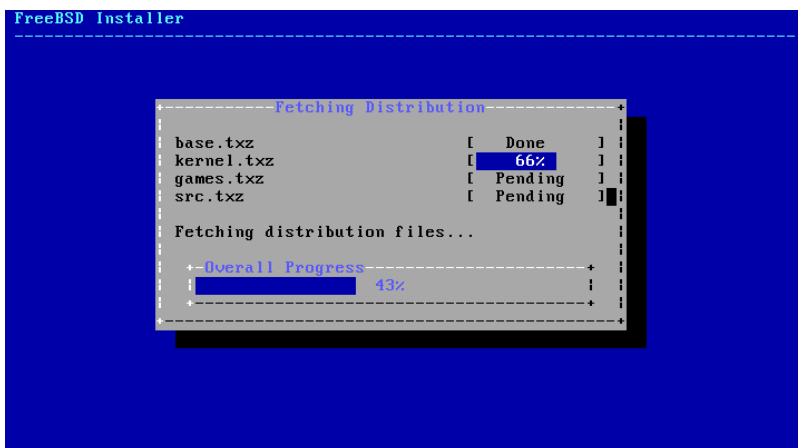 FreeBSD Installer
Fetching Distribution
base.txz [ Done ]
kernel.txz [ 66% ]
games.txz [ Pending ]
src.txz [ Pending ]
Fetching distribution files...
Overall Progress
43%